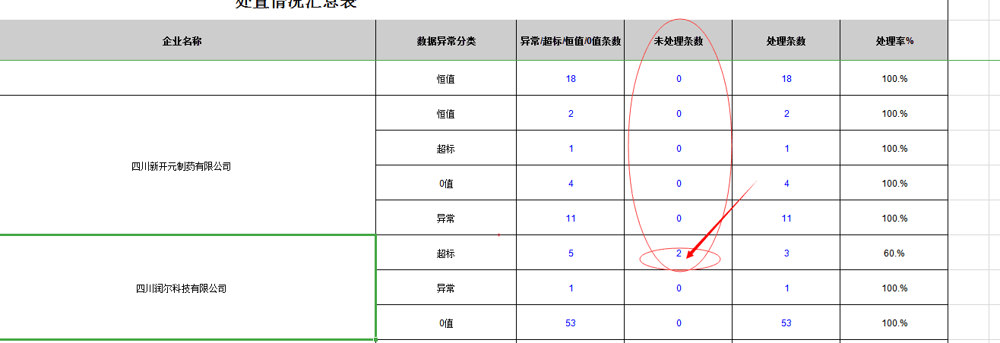 处置情况汇总表
企业名称 数据异常分类 异常/超标/恒值/0值条数 未处理条数 处理条数 处理率%
恒值 18 0 18 100.%
四川新开元制药有限公司
恒值 2 0 2 100.%
超标 1 0 1 100.%
0值 4 0 4 100.%
异常 11 0 11 100.%
四川润尔科技有限公司
超标 5 2 3 60.%
异常 1 0 1 100.%
0值 53 0 53 100.%